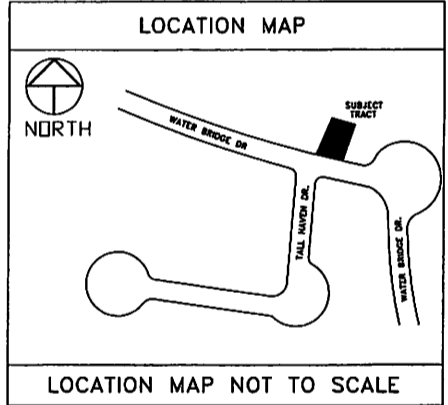 LOCATION MAP
NORTH
SUBJECT
TRACT
WATER BRIDGE DR
TALL HAVEN DR.
WATER BRIDGE DR.
LOCATION MAP NOT TO SCALE